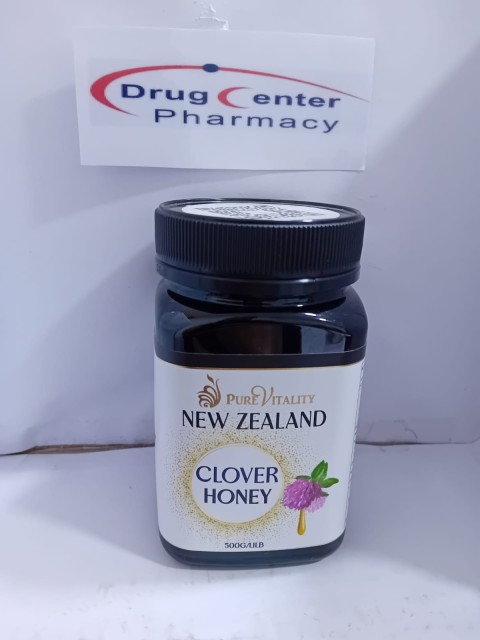 Drug Center
Pharmacy
PURE VITALITY
NEW ZEALAND
CLOVER
HONEY
500G/1LB